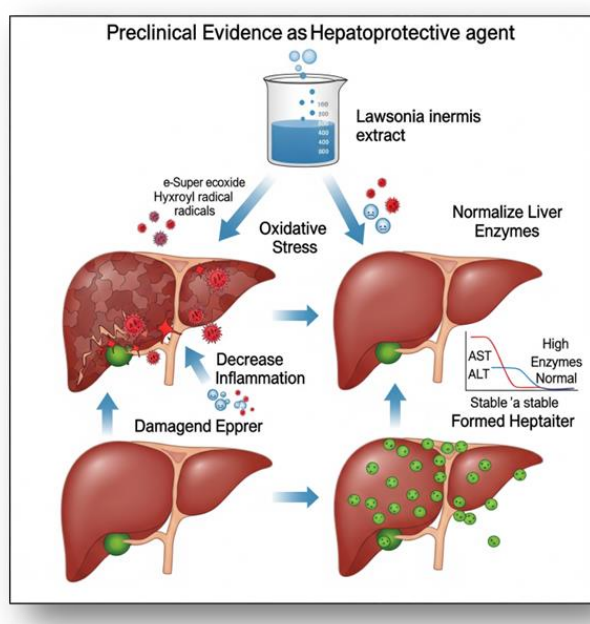 Preclinical Evidence as Hepatoprotective agent
Lawsonia inermis
extract
e-Super ecoxide
Hyxroyl radical
radicals
Oxidative
Stress
Normalize Liver
Enzymes
Decrease
Inflammation
AST
ALT
High
Enzymes
Normal
Stable 'a stable
Damagend Epprer
Formed Heptaiter